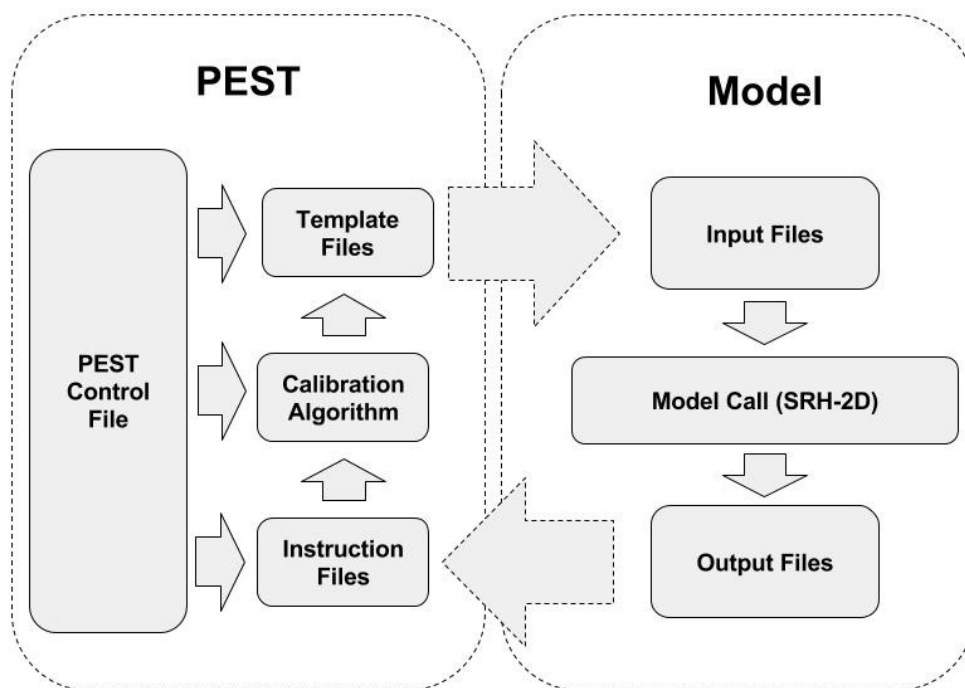 PEST
PEST
Control
File
Template
Files
Calibration
Algorithm
Instruction
Files
Model
Input Files
Model Call (SRH-2D)
Output Files